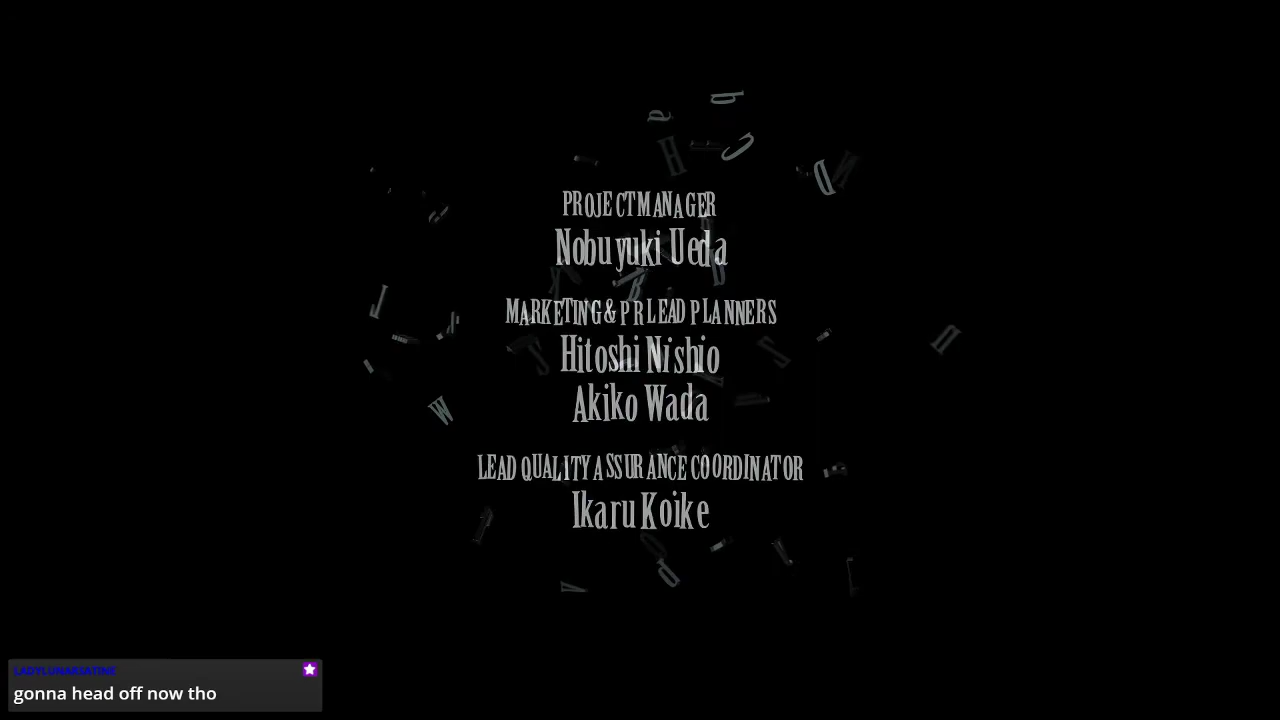 PROJECT MANAGER
Nobuyuki Ueda
MARKETING & PR LEAD PLANNERS
Hitoshi Nishio
Akiko Wada
LEAD QUALITY ASSURANCE COORDINATOR
Ikaru Koike
gonna head off now tho